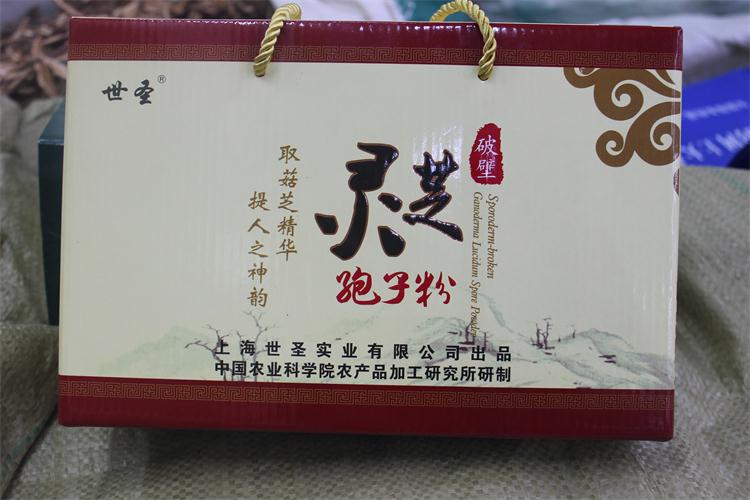 世圣®
取菇芝精华
提人之神韵
灵芝
破壁
孢子粉
Sporoderm-broken
Ganoderma Lucidum Spore Powder
上海世圣实业有限公司出品
中国农业科学院农产品加工研究所研制